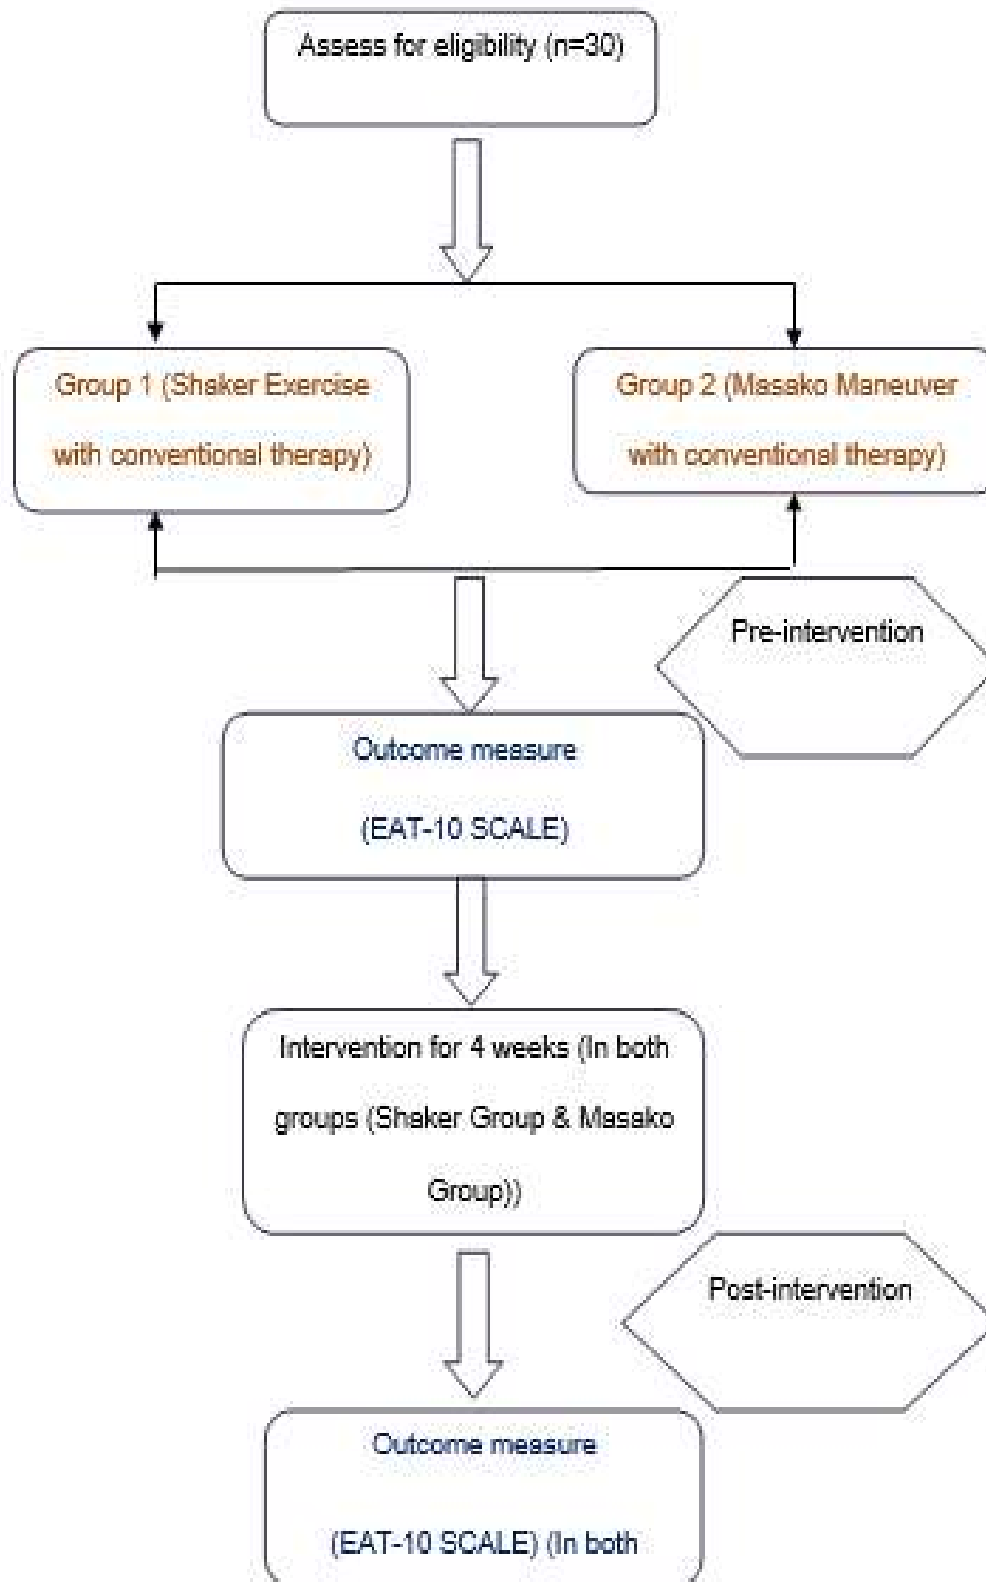 Assess for eligibility (n=30)
Group 1 (Shaker Exercise
with conventional therapy)
Group 2 (Masako Maneuver
with conventional therapy)
Pre-intervention
Outcome measure
(EAT-10 SCALE)
Intervention for 4 weeks (In both
groups (Shaker Group & Masako
Group))
Post-intervention
Outcome measure
(EAT-10 SCALE) (In both